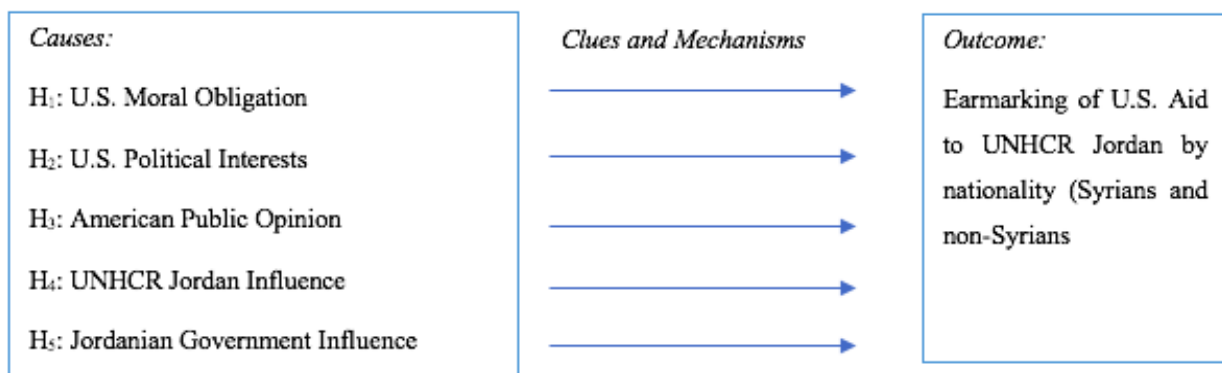 Causes:
H₁: U.S. Moral Obligation
H₂: U.S. Political Interests
H₃: American Public Opinion
H₄: UNHCR Jordan Influence
H₅: Jordanian Government Influence
Clues and Mechanisms
Outcome:
Earmarking of U.S. Aid
to UNHCR Jordan by
nationality (Syrians and
non-Syrians